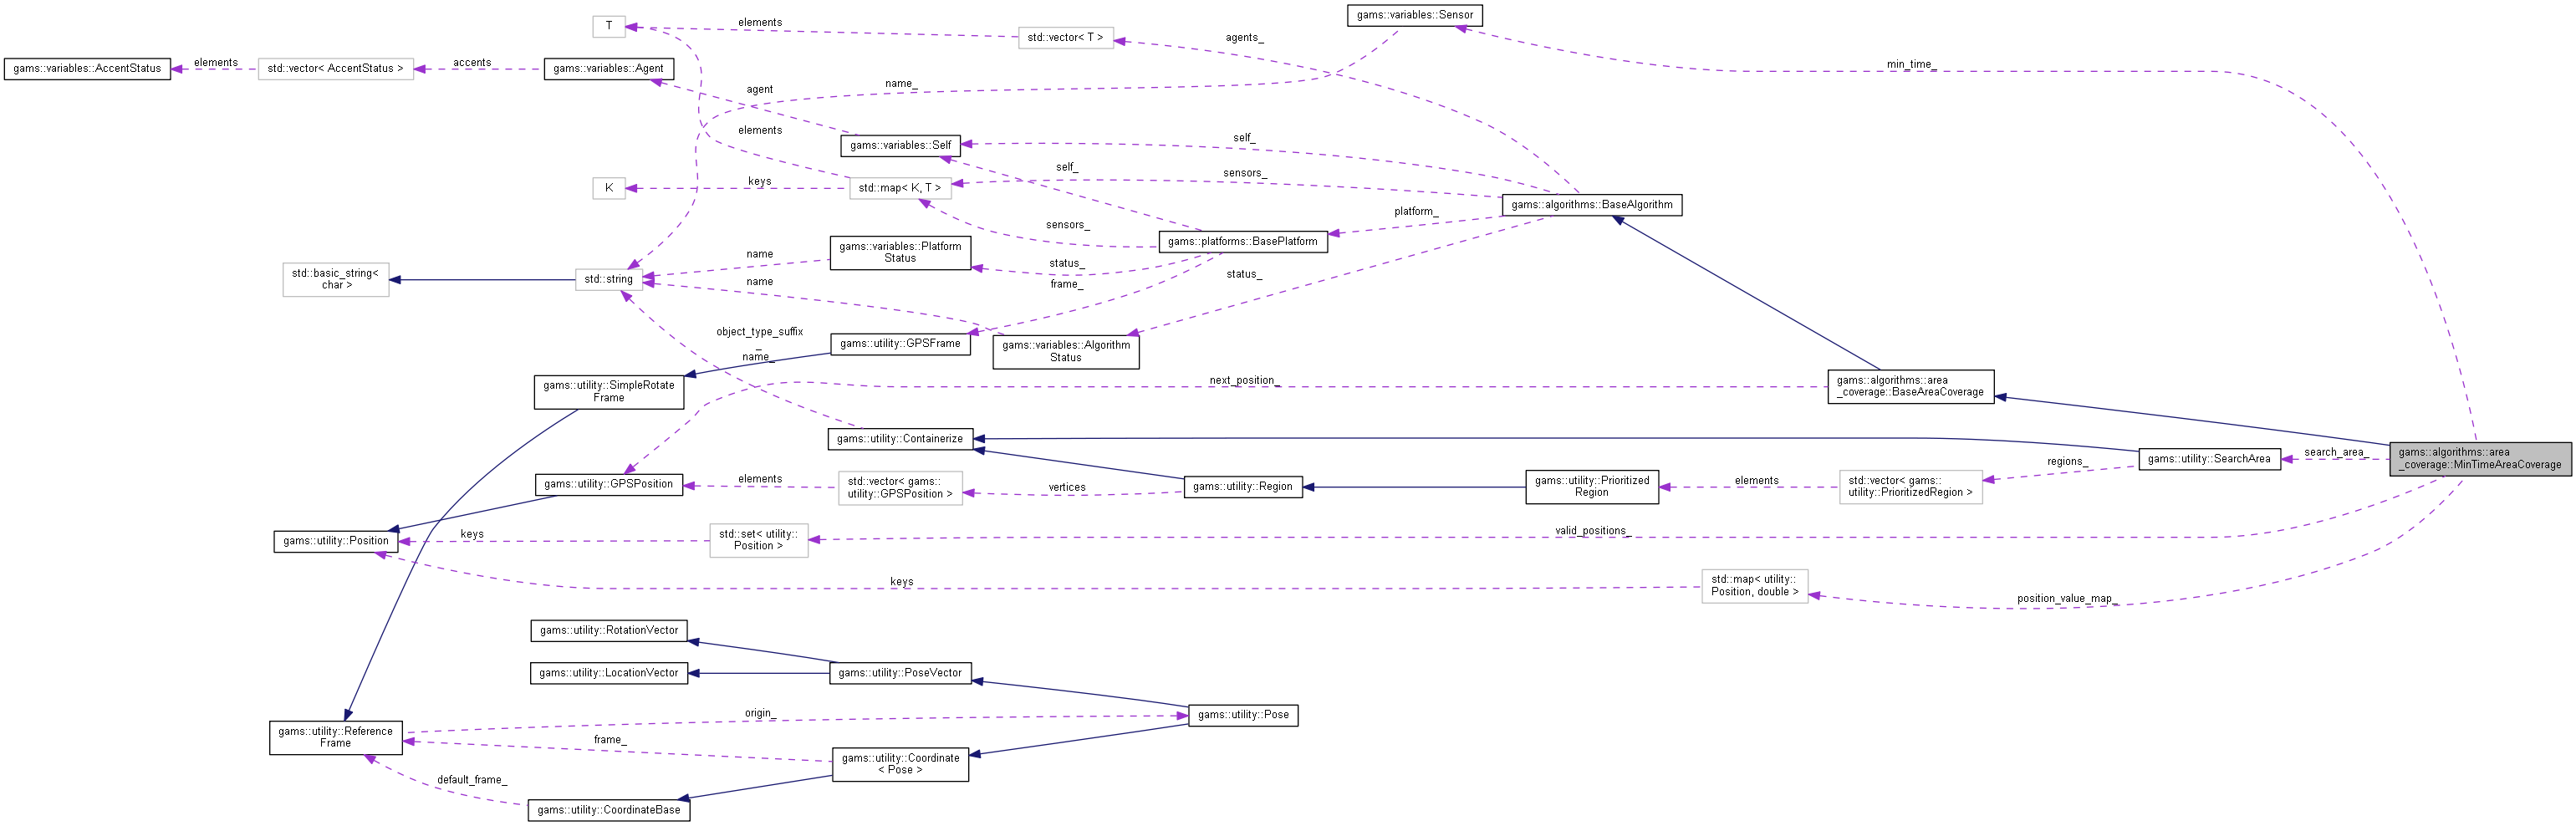 elements
T
std::vector< T >
agents_
gams::variables::Sensor
min_time_
gams::variables::AccentStatus
elements
std::vector< AccentStatus >
accents
gams::variables::Agent
agent
name_
elements
gams::variables::Self
self_
self_
K
keys
std::map< K, T >
sensors_
sensors_
gams::algorithms::BaseAlgorithm
platform_
gams::platforms::BasePlatform
gams::variables::Platform
Status
name
status_
frame_
status_
std::basic_string<
char >
std::string
name
object_type_suffix
_
name_
gams::utility::GPSFrame
gams::variables::Algorithm
Status
gams::utility::SimpleRotate
Frame
next_position_
gams::algorithms::area
_coverage::BaseAreaCoverage
gams::utility::Containerize
gams::utility::SearchArea
search_area_
gams::algorithms::area
_coverage::MinTimeAreaCoverage
regions_
gams::utility::GPSPosition
elements
std::vector< gams::
utility::GPSPosition >
vertices
gams::utility::Region
gams::utility::Prioritized
Region
elements
std::vector< gams::
utility::PrioritizedRegion >
gams::utility::Position
keys
std::set< utility::
Position >
valid_positions_
keys
std::map< utility::
Position, double >
position_value_map_
gams::utility::RotationVector
gams::utility::LocationVector
gams::utility::PoseVector
gams::utility::Reference
Frame
origin_
gams::utility::Pose
frame_
gams::utility::Coordinate
< Pose >
default_frame_
gams::utility::CoordinateBase